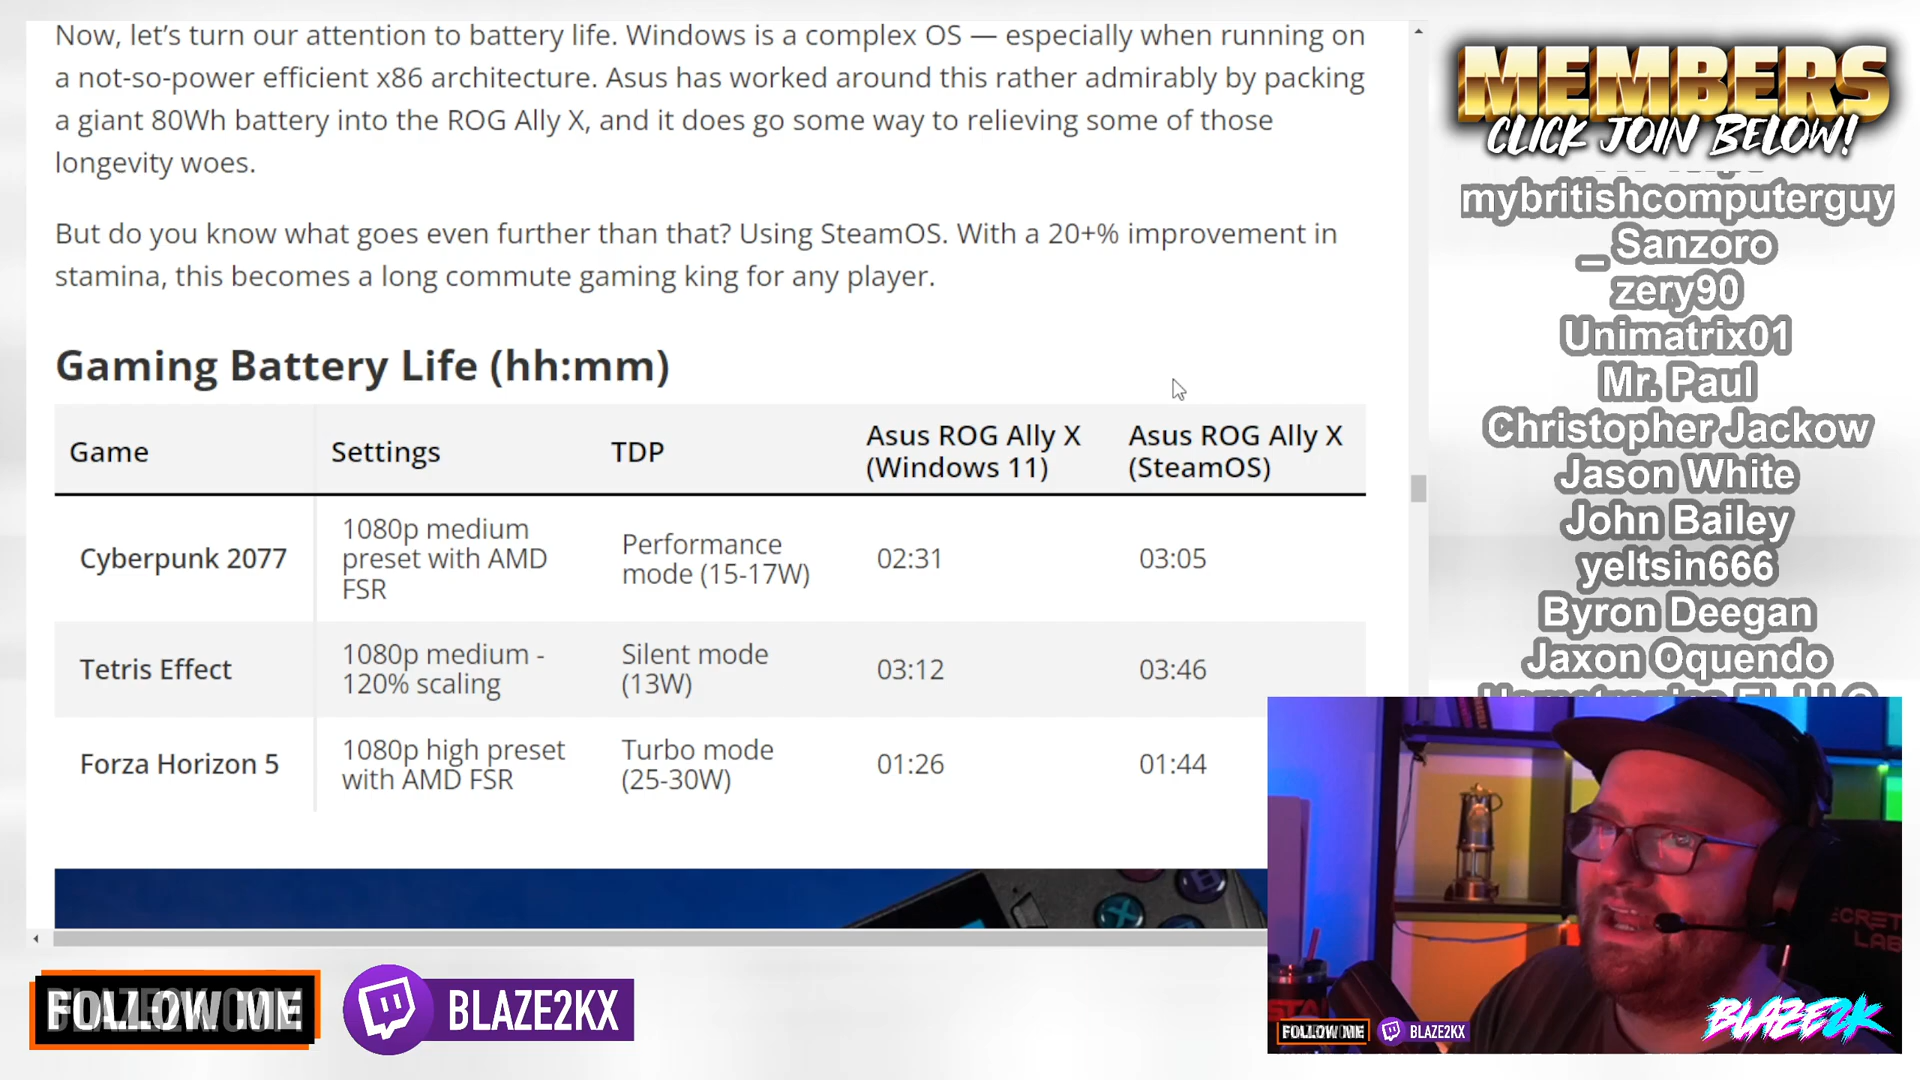 Now, let's turn our attention to battery life. Windows is a complex OS — especially when running on
a not-so-power efficient x86 architecture. Asus has worked around this rather admirably by packing
a giant 80Wh battery into the ROG Ally X, and it does go some way to relieving some of those
longevity woes.
But do you know what goes even further than that? Using SteamOS. With a 20+% improvement in
stamina, this becomes a long commute gaming king for any player.
Gaming Battery Life (hh:mm)
Game
Settings
TDP
Asus ROG Ally X
(Windows 11)
Asus ROG Ally X
(SteamOS)
Cyberpunk 2077
1080p medium
preset with AMD
FSR
Performance
mode (15-17W)
02:31
03:05
Tetris Effect
1080p medium -
120% scaling
Silent mode
(13W)
03:12
03:46
Forza Horizon 5
1080p high preset
with AMD FSR
Turbo mode
(25-30W)
01:26
01:44
MEMBERS
CLICK JOIN BELOW!
mybritishcomputerguy
_ Sanzoro
zery90
Unimatrix01
Mr. Paul
Christopher Jackow
Jason White
John Bailey
yeltsin666
Byron Deegan
Jaxon Oquendo
FOLLOW ME
BLAZE2KX
FOLLOW ME
BLAZE2KX
BLAZE2K